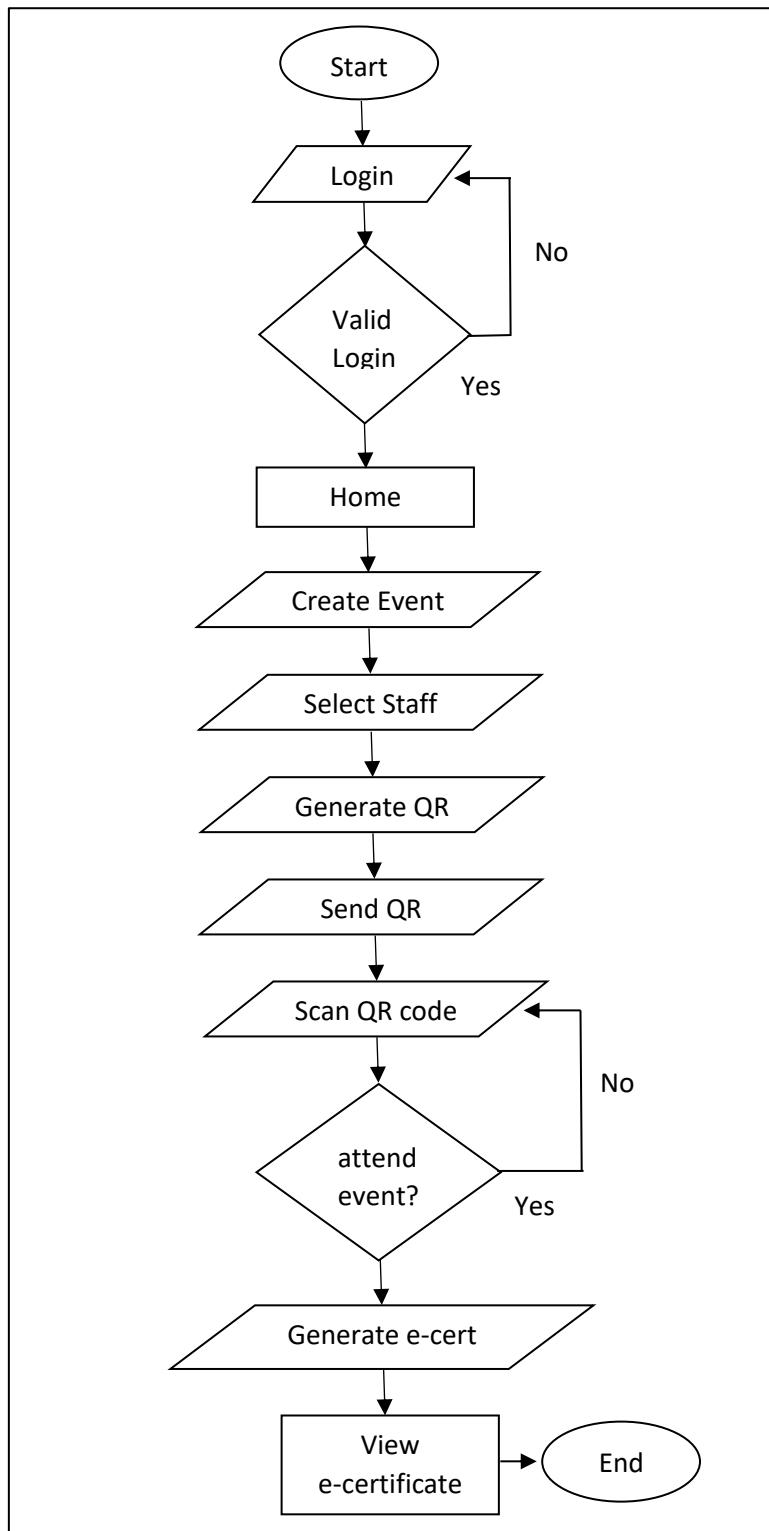 Start
Login
No
Valid
Login
Yes
Home
Create Event
Select Staff
Generate QR
Send QR
Scan QR code
No
attend
event?
Yes
Generate e-cert
View
e-certificate
End